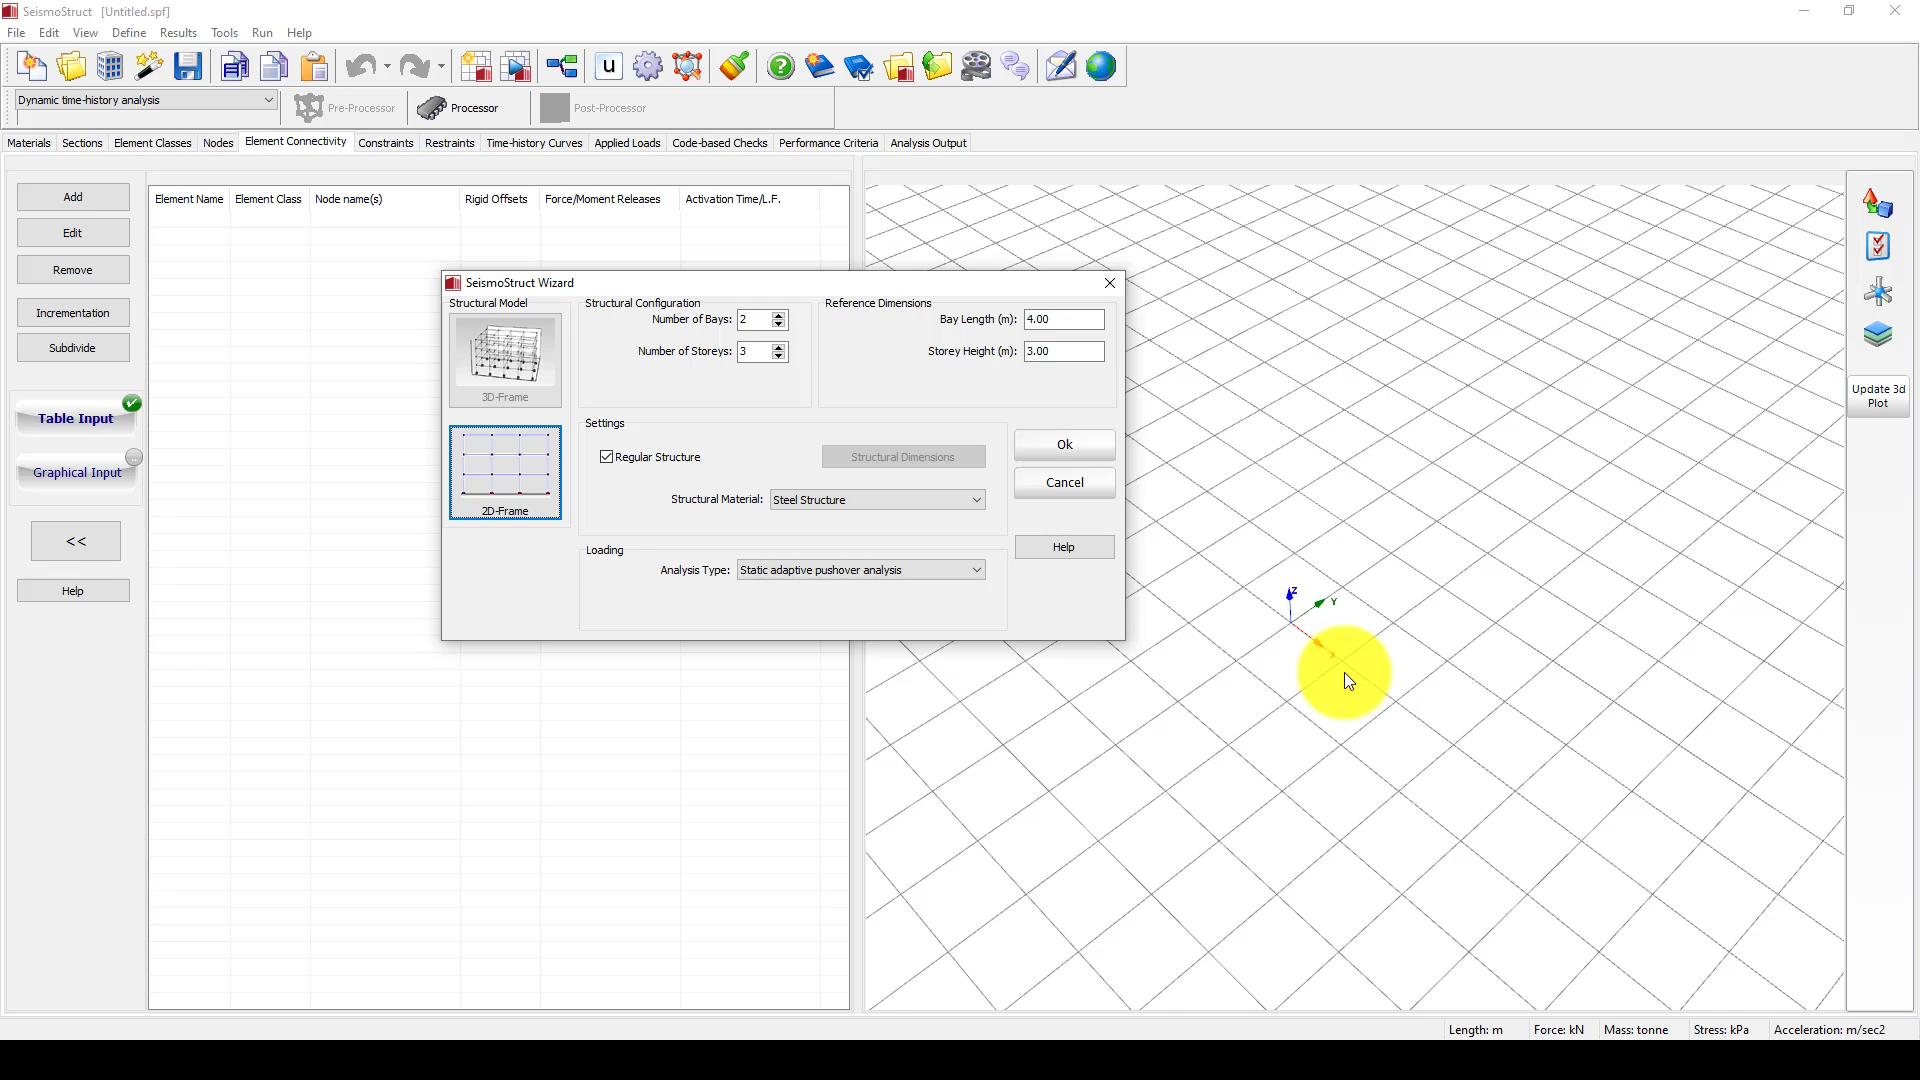 SeismoStruct [Untitled.spf]
File Edit View Define Results Tools Run Help
u
Dynamic time-history analysis
Pre-Processor
Processor
Post-Processor
Materials Sections Element Classes Nodes Element Connectivity Constraints Restraints Time-history Curves Applied Loads Code-based Checks Performance Criteria Analysis Output
Add
Edit
Remove
Incrementation
Subdivide
Table Input
Graphical Input
<<
Help
Element Name Element Class Node name(s) Rigid Offsets Force/Moment Releases Activation Time/L.F.
SeismoStruct Wizard
Structural Model
3D-Frame
2D-Frame
Structural Configuration
Number of Bays: 2
Number of Storeys: 3
Reference Dimensions
Bay Length (m): 4.00
Storey Height (m): 3.00
Settings
Regular Structure
Structural Dimensions
Structural Material: Steel Structure
Loading
Analysis Type: Static adaptive pushover analysis
Ok
Cancel
Help
Z
Y
X
Update 3d
Plot
Length: m Force: kN Mass: tonne Stress: kPa Acceleration: m/sec2